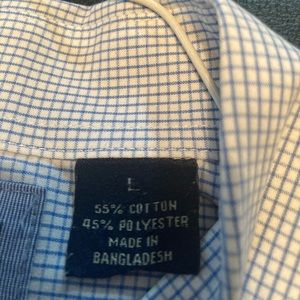 L
55% COTTON
45% POLYESTER
MADE IN
BANGLADESH